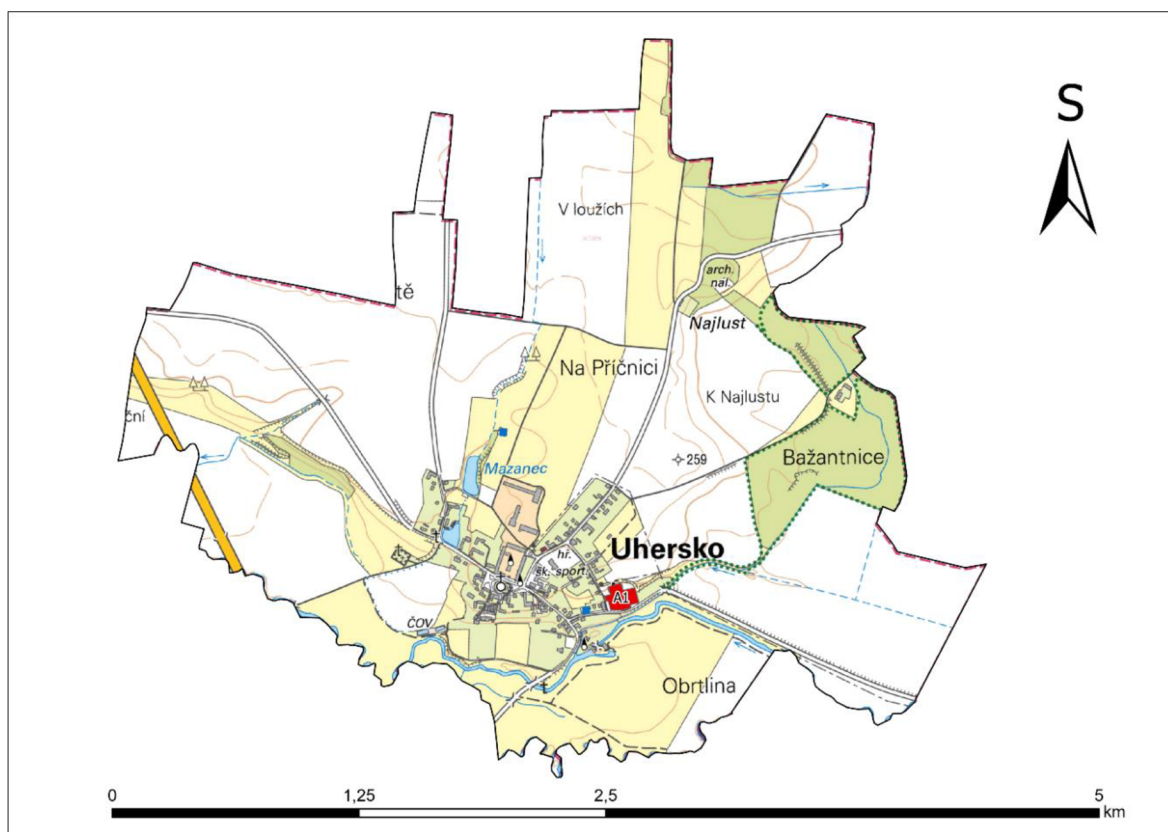 S
V loužích
tě
arch.
nal.
Najlust
Na Příčnici
K Najlustu
ční
259
Bažantnice
Mazanec
Uhersko
hř.
šk. sport
A1
ČOV
Obrtlina
0
1,25
2,5
5
km